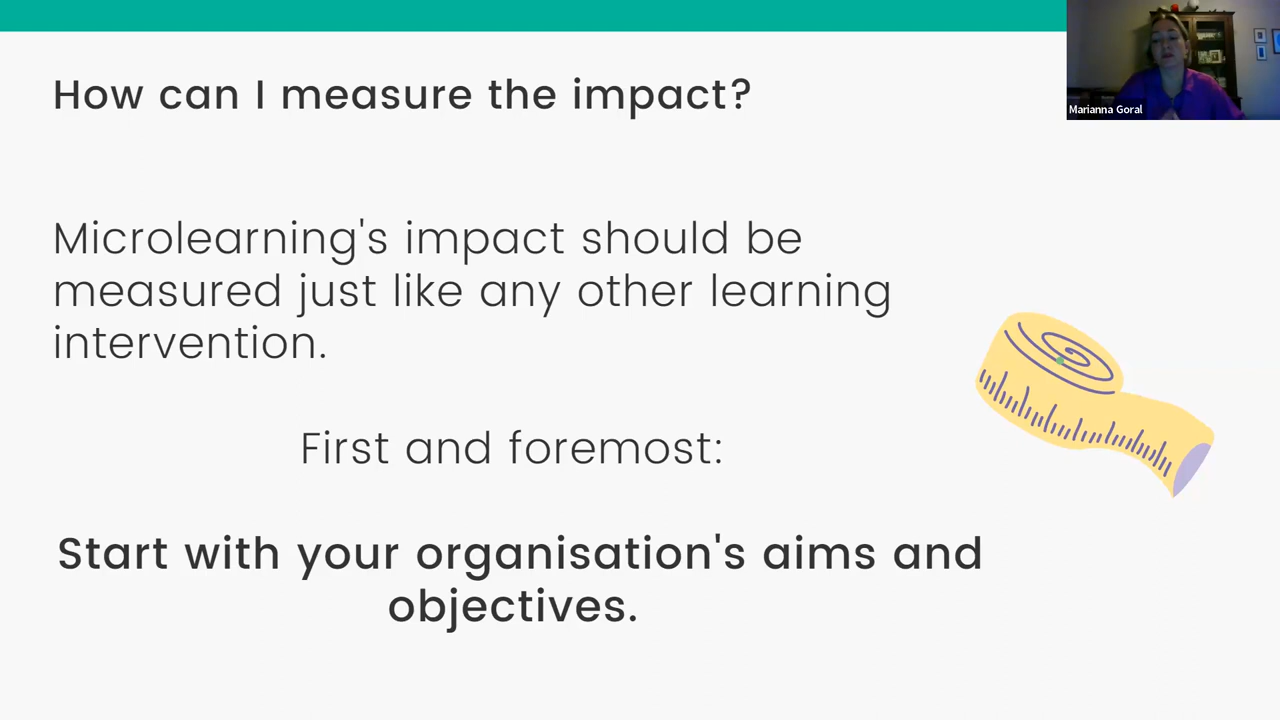 How can I measure the impact?
Marianna Goral
Microlearning's impact should be
measured just like any other learning
intervention.
First and foremost:
Start with your organisation's aims and
objectives.